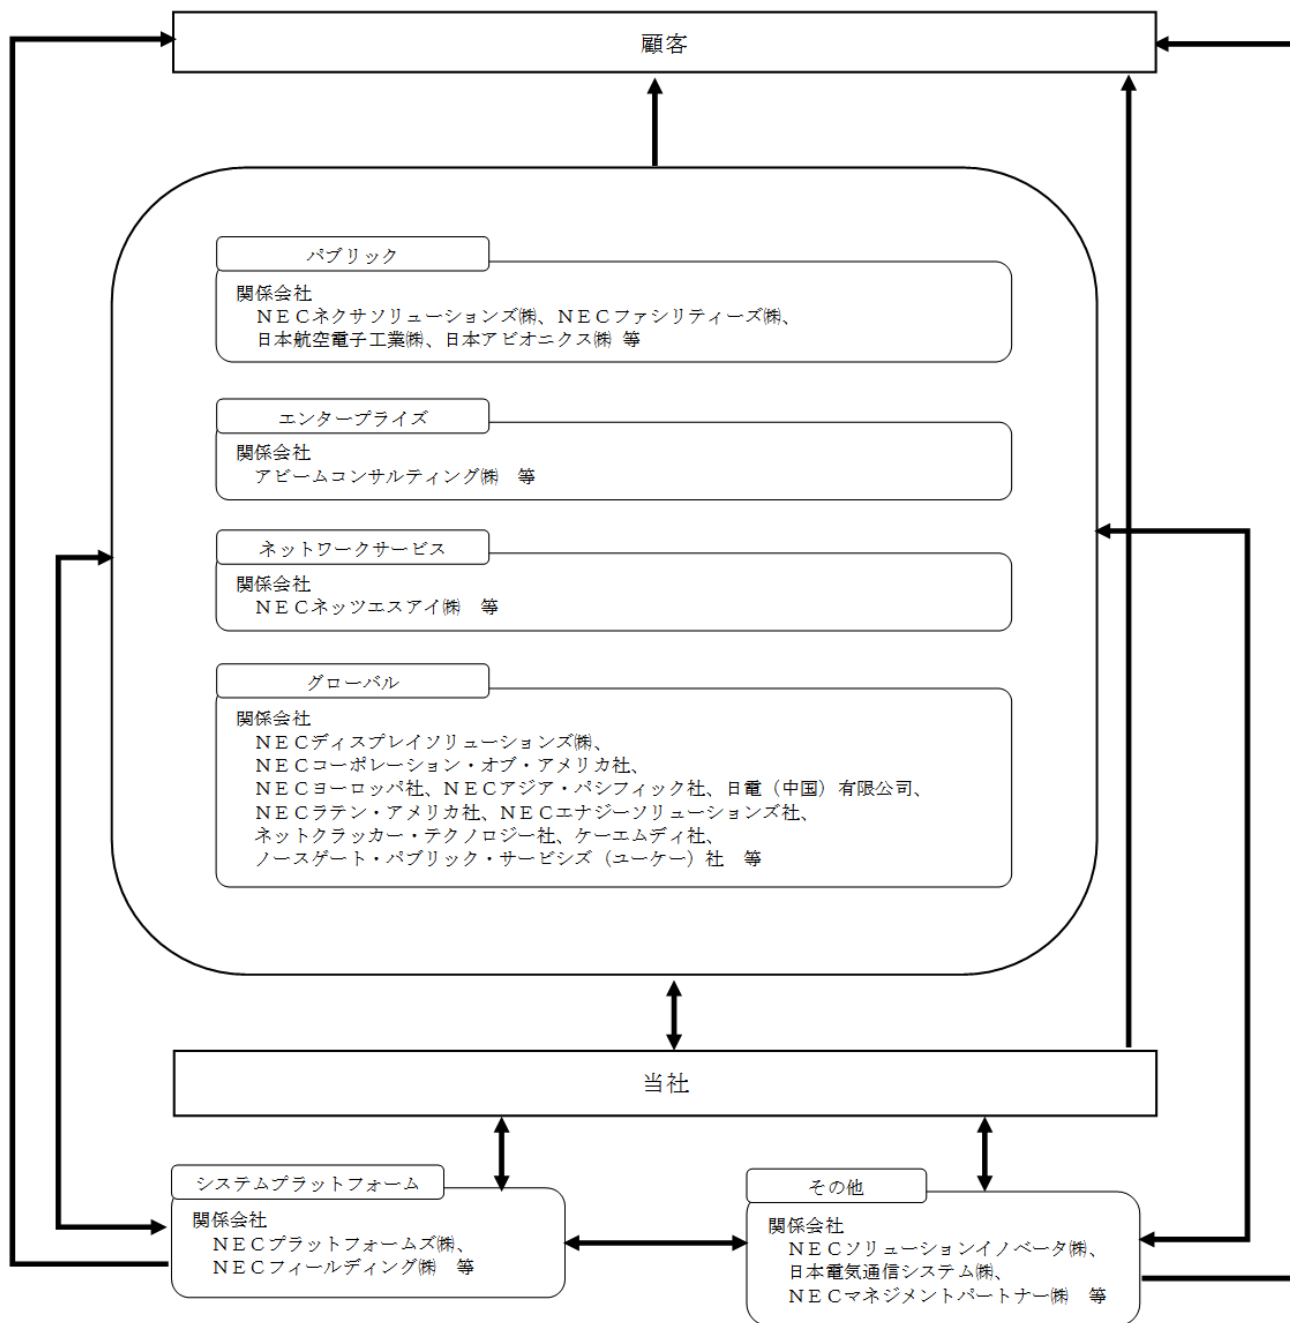 顧客
パブリック
関係会社
ＮＥＣネクサソリューションズ㈱、ＮＥＣファシリティーズ㈱、
日本航空電子工業㈱、日本アビオニクス㈱ 等
エンタープライズ
関係会社
アビームコンサルティング㈱　等
ネットワークサービス
関係会社
ＮＥＣネッツエスアイ㈱　等
グローバル
関係会社
ＮＥＣディスプレイソリューションズ㈱、
ＮＥＣコーポレーション・オブ・アメリカ社、
ＮＥＣヨーロッパ社、ＮＥＣアジア・パシフィック社、日電（中国）有限公司、
ＮＥＣラテン・アメリカ社、ＮＥＣエナジーソリューションズ社、
ネットクラッカー・テクノロジー社、ケーエムディ社、
ノースゲート・パブリック・サービシズ（ユーケー）社　等
当社
システムプラットフォーム
関係会社
ＮＥＣプラットフォームズ㈱、
ＮＥＣフィールディング㈱　等
その他
関係会社
ＮＥＣソリューションイノベータ㈱、
日本電気通信システム㈱、
ＮＥＣマネジメントパートナー㈱　等